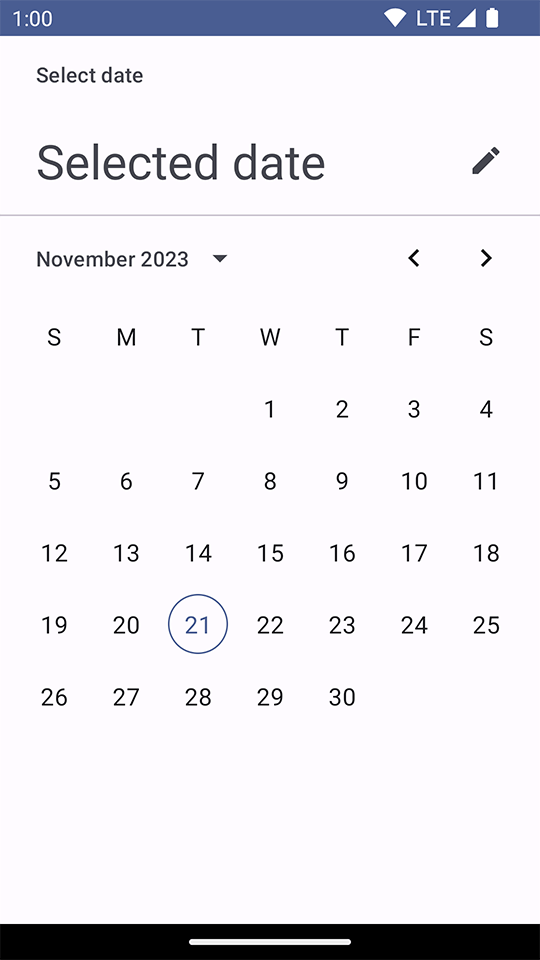 1:00 LTE
Select date
Selected date
November 2023
S M T W T F S
1 2 3 4
5 6 7 8 9 10 11
12 13 14 15 16 17 18
19 20 21 22 23 24 25
26 27 28 29 30